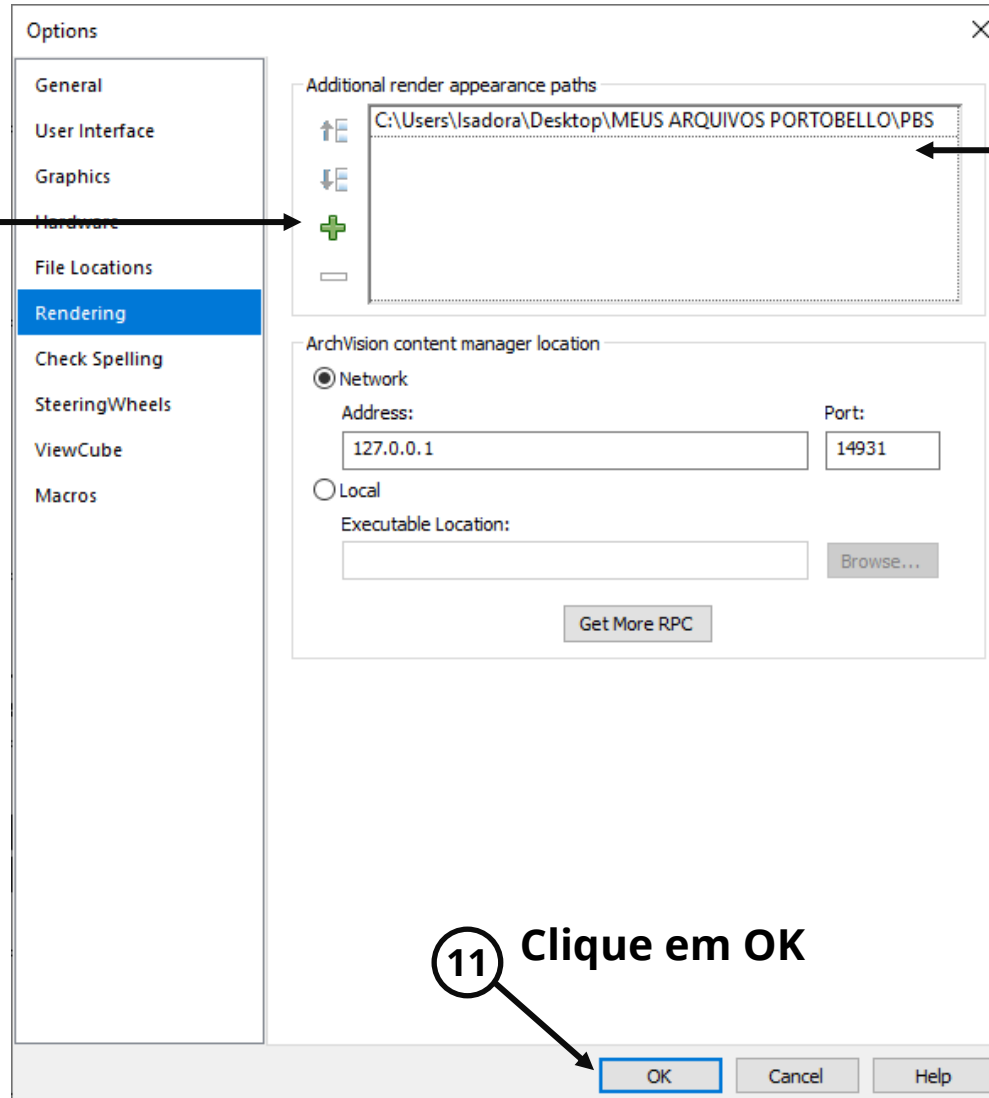 Options
General
User Interface
Graphics
Hardware
File Locations
Rendering
Check Spelling
SteeringWheels
ViewCube
Macros
Additional render appearance paths
C:\Users\Isadora\Desktop\MEUS ARQUIVOS PORTOBELLO\PBS
ArchVision content manager location
Network
Address: Port:
127.0.0.1 14931
Local
Executable Location:
Browse...
Get More RPC
11 Clique em OK
OK Cancel Help